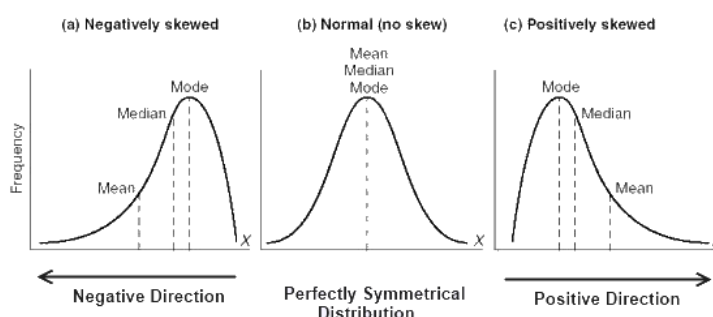 (a) Negatively skewed
(b) Normal (no skew)
(c) Positively skewed
Mean
Median
Mode
Mode
Median
Mean
Mode
Median
Mean
Frequency
X
X
X
Negative Direction
Perfectly Symmetrical
Distribution
Positive Direction